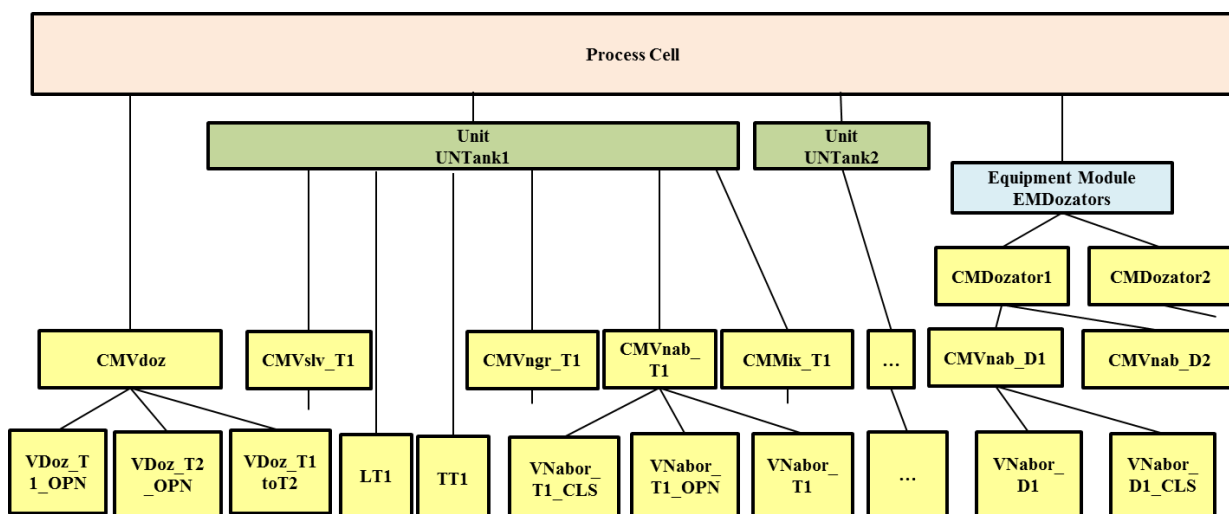 Process Cell
Unit
UNTank1
Unit
UNTank2
Equipment Module
EMDozators
CMDozator1
CMDozator2
CMVdoz
CMVslv_T1
CMVngr_T1
CMVnab_
T1
CMMix_T1
...
CMVnab_D1
CMVnab_D2
VDoz_T
1_OPN
VDoz_T2
_OPN
VDoz_T1
toT2
LT1
TT1
VNabor_
T1_CLS
VNabor_
T1_OPN
VNabor_
T1
...
VNabor_
D1
VNabor_
D1_CLS